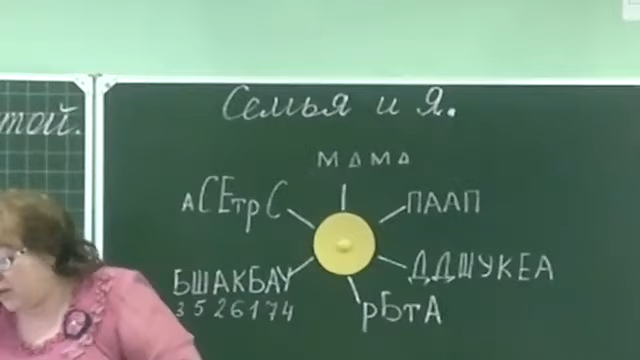 той.
Семья и Я.
МАМА
аСЕтрС
ПААП
БШАКБАУ
3526174
ДДШУКЕА
рБтА